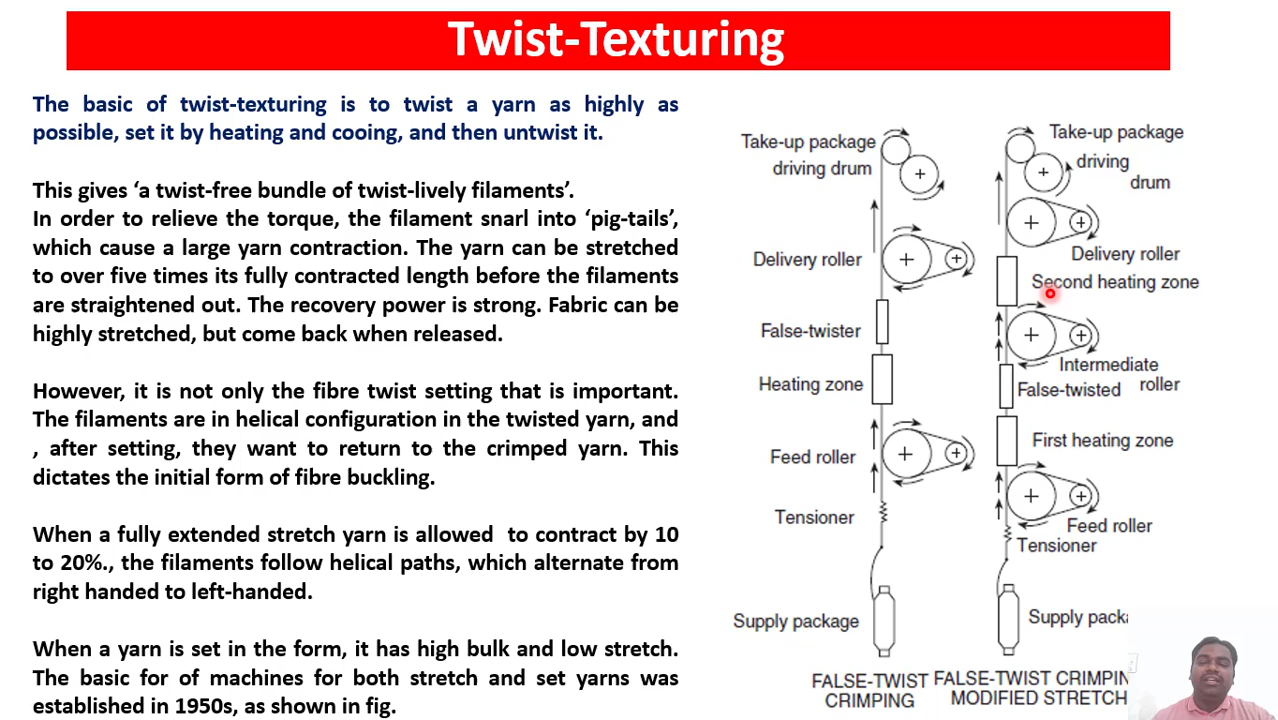 Twist-Texturing
The basic of twist-texturing is to twist a yarn as highly as
possible, set it by heating and cooing, and then untwist it.
This gives ‘a twist-free bundle of twist-lively filaments’.
In order to relieve the torque, the filament snarl into ‘pig-tails’,
which cause a large yarn contraction. The yarn can be stretched
to over five times its fully contracted length before the filaments
are straightened out. The recovery power is strong. Fabric can be
highly stretched, but come back when released.
However, it is not only the fibre twist setting that is important.
The filaments are in helical configuration in the twisted yarn, and
, after setting, they want to return to the crimped yarn. This
dictates the initial form of fibre buckling.
When a fully extended stretch yarn is allowed to contract by 10
to 20%., the filaments follow helical paths, which alternate from
right handed to left-handed.
When a yarn is set in the form, it has high bulk and low stretch.
The basic for of machines for both stretch and set yarns was
established in 1950s, as shown in fig.
Take-up package
driving drum
Delivery roller
False-twister
Heating zone
Feed roller
Tensioner
Supply package
FALSE-TWIST
CRIMPING
Take-up package
driving
drum
Delivery roller
Second heating zone
Intermediate
roller
False-twisted
First heating zone
Feed roller
Tensioner
Supply
FALSE-TWIST
MODIFIED STRETCH